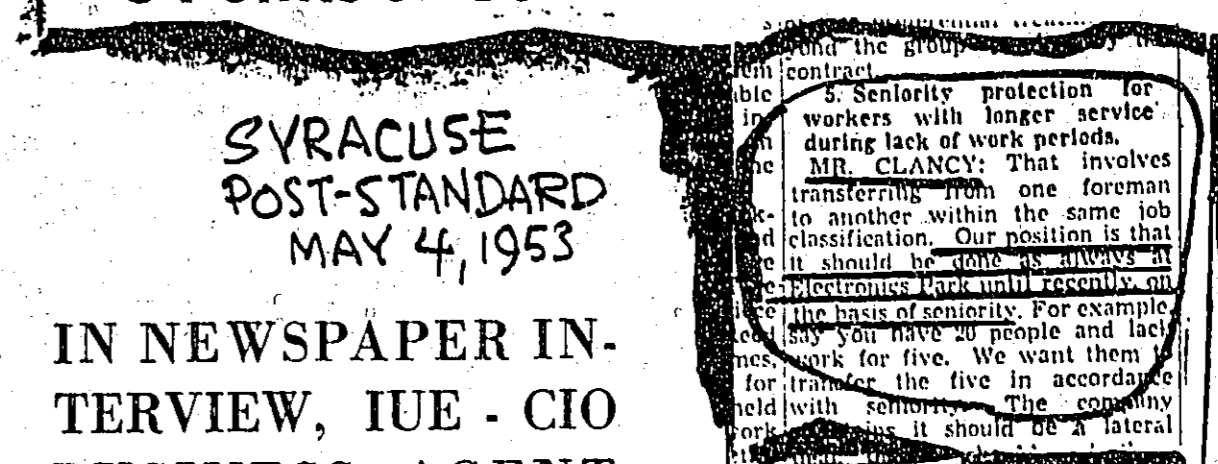 SYRACUSE
POST-STANDARD
MAY 4, 1953
IN NEWSPAPER IN-
TERVIEW, IUE - CIO
the group
contract.
5. Seniority protection for
workers with longer service
during lack of work periods.
MR. CLANCY: That involves
transferring from one foreman
to another within the same job
classification. Our position is that
it should be done as always at
Electronics Park until recently, on
the basis of seniority. For example,
say you have 20 people and lack
work for five. We want them to
transfer the five in accordance
with seniority. The company
it should be a lateral